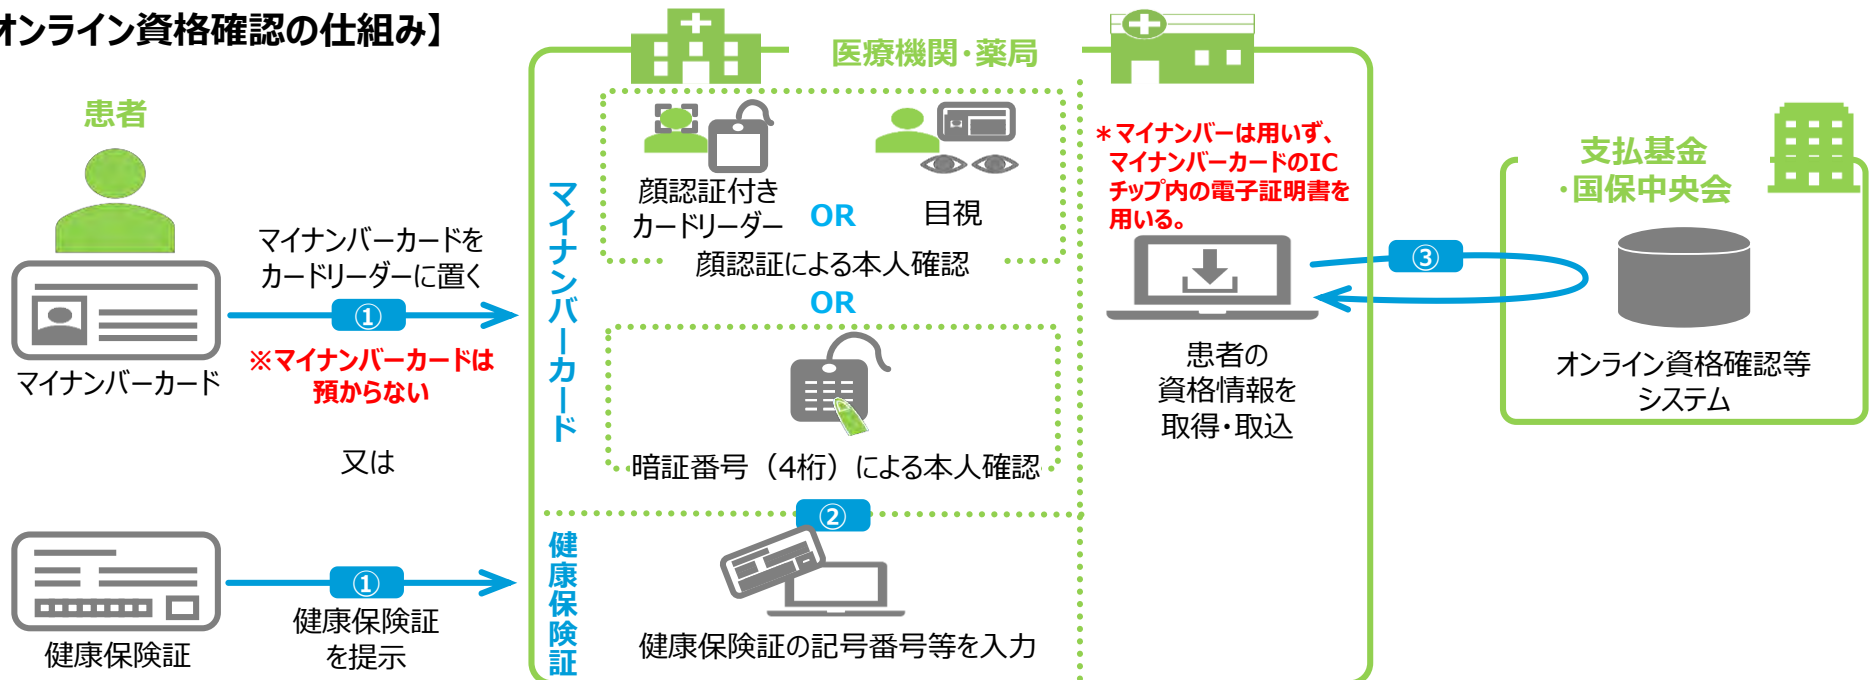 オンライン資格確認の仕組み】
患者
マイナンバーカード
マイナンバーカードを
カードリーダーに置く
①
※マイナンバーカードは
預からない
又は
健康保険証
①
健康保険証
を提示
医療機関・薬局
マイナンバーカード
顔認証付き
カードリーダー
OR
目視
顔認証による本人確認
OR
暗証番号（4桁）による本人確認
②
健康保険証
健康保険証の記号番号等を入力
＊マイナンバーは用いず、
マイナンバーカードのIC
チップ内の電子証明書を
用いる。
患者の
資格情報を
取得・取込
③
支払基金
・国保中央会
オンライン資格確認等
システム